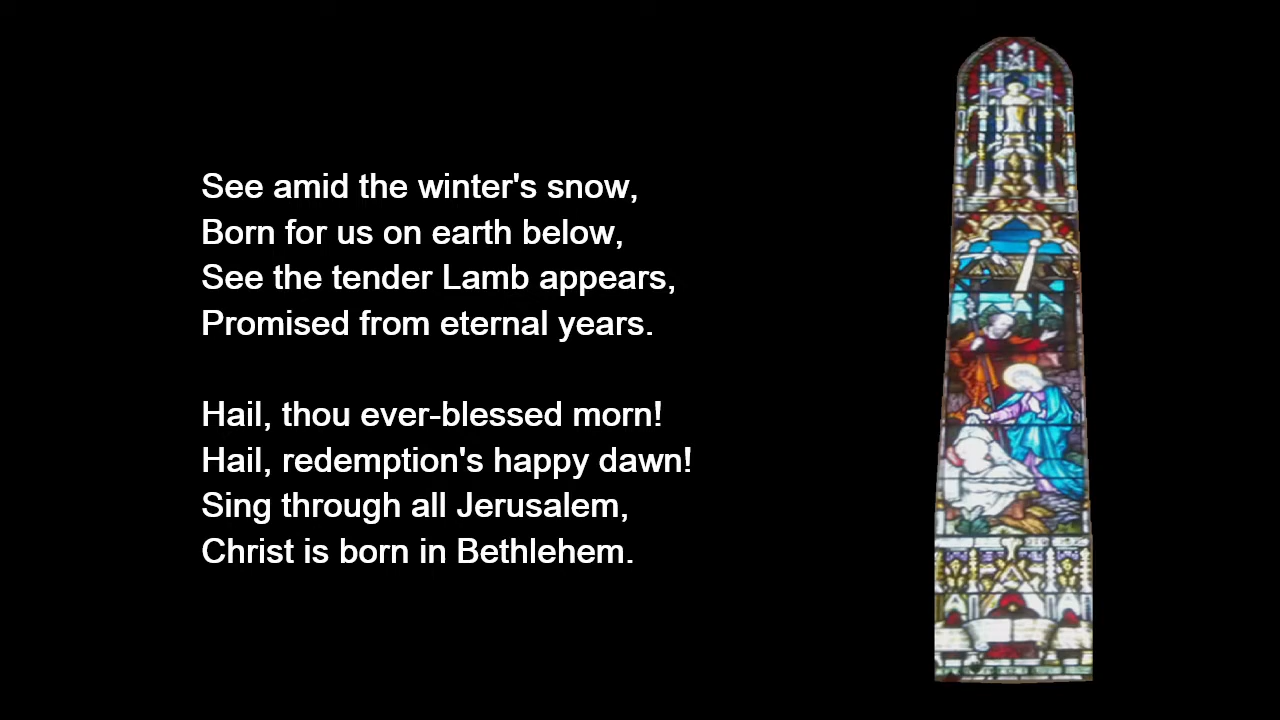 See amid the winter's snow,
Born for us on earth below,
See the tender Lamb appears,
Promised from eternal years.
Hail, thou ever-blessed morn!
Hail, redemption's happy dawn!
Sing through all Jerusalem,
Christ is born in Bethlehem.